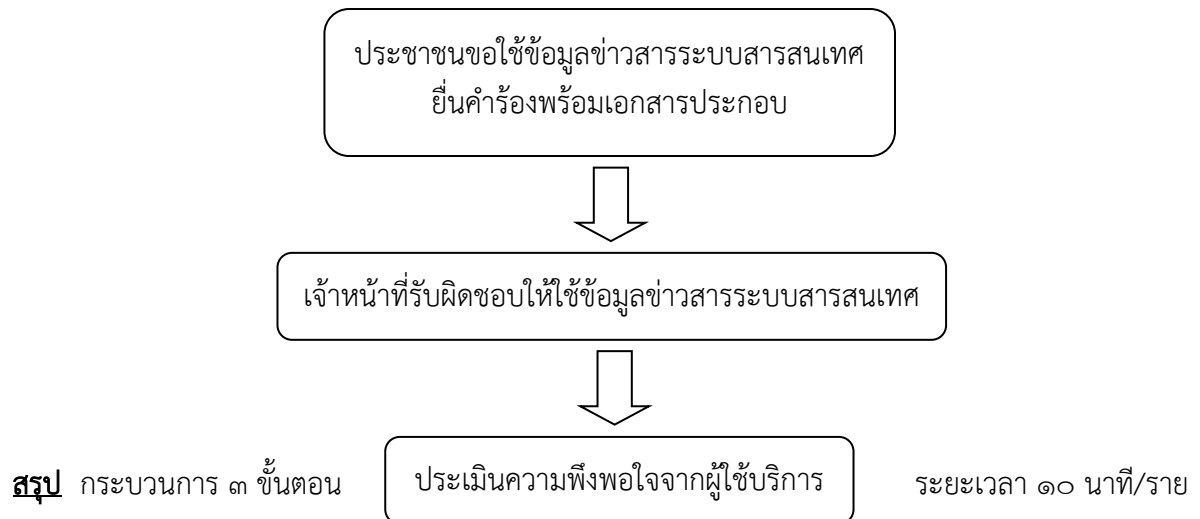 ประชาชนขอใช้ข้อมูลข่าวสารระบบสารสนเทศ
ยื่นคำร้องพร้อมเอกสารประกอบ
เจ้าหน้าที่รับผิดชอบให้ใช้ข้อมูลข่าวสารระบบสารสนเทศ
สรุป กระบวนการ ๓ ขั้นตอน ประเมินความพึงพอใจจากผู้ใช้บริการ ระยะเวลา ๑๐ นาที/ราย